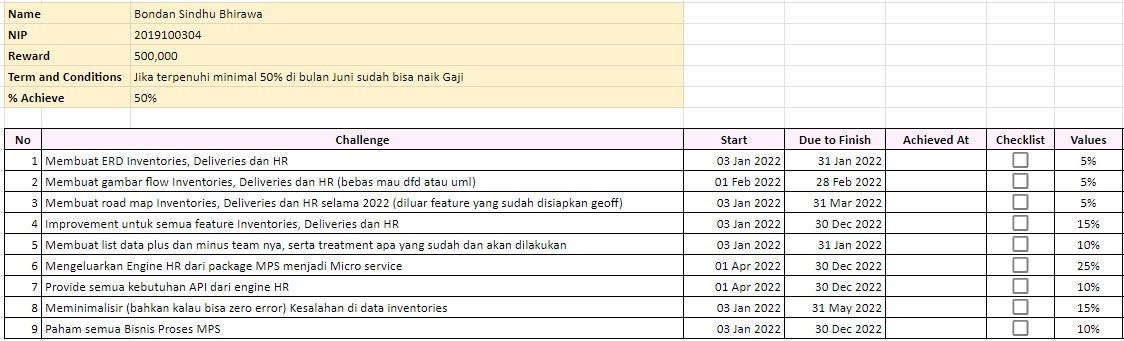 Name Bondan Sindhu Bhirawa
NIP 2019100304
Reward 500,000
Term and Conditions Jika terpenuhi minimal 50% di bulan Juni sudah bisa naik Gaji
% Achieve 50%
No Challenge Start Due to Finish Achieved At Checklist Values
1 Membuat ERD Inventories, Deliveries dan HR 03 Jan 2022 31 Jan 2022 5%
2 Membuat gambar flow Inventories, Deliveries dan HR (bebas mau dfd atau uml) 01 Feb 2022 28 Feb 2022 5%
3 Membuat road map Inventories, Deliveries dan HR selama 2022 (diluar feature yang sudah disiapkan geoff) 03 Jan 2022 31 Mar 2022 5%
4 Improvement untuk semua feature Inventories, Deliveries dan HR 03 Jan 2022 30 Dec 2022 15%
5 Membuat list data plus dan minus team nya, serta treatment apa yang sudah dan akan dilakukan 03 Jan 2022 31 Jan 2022 10%
6 Mengeluarkan Engine HR dari package MPS menjadi Micro service 01 Apr 2022 30 Dec 2022 25%
7 Provide semua kebutuhan API dari engine HR 01 Apr 2022 30 Dec 2022 10%
8 Meminimalisir (bahkan kalau bisa zero error) Kesalahan di data inventories 03 Jan 2022 31 May 2022 15%
9 Paham semua Bisnis Proses MPS 03 Jan 2022 30 Dec 2022 10%